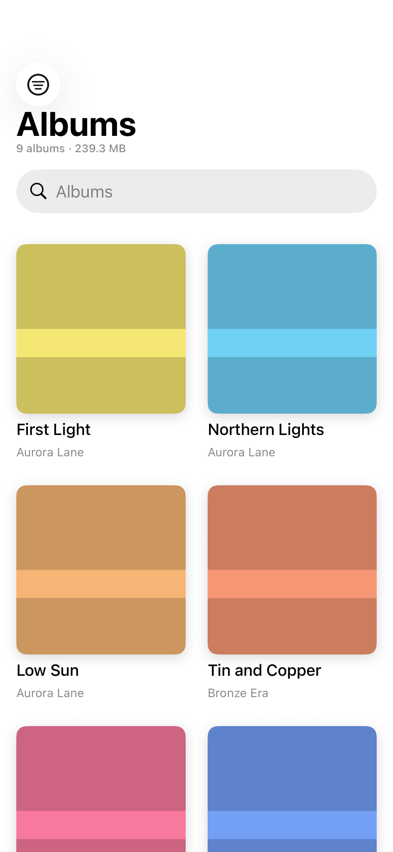 Albums
9 albums · 239.3 MB
Albums
First Light
Aurora Lane
Northern Lights
Aurora Lane
Low Sun
Aurora Lane
Tin and Copper
Bronze Era